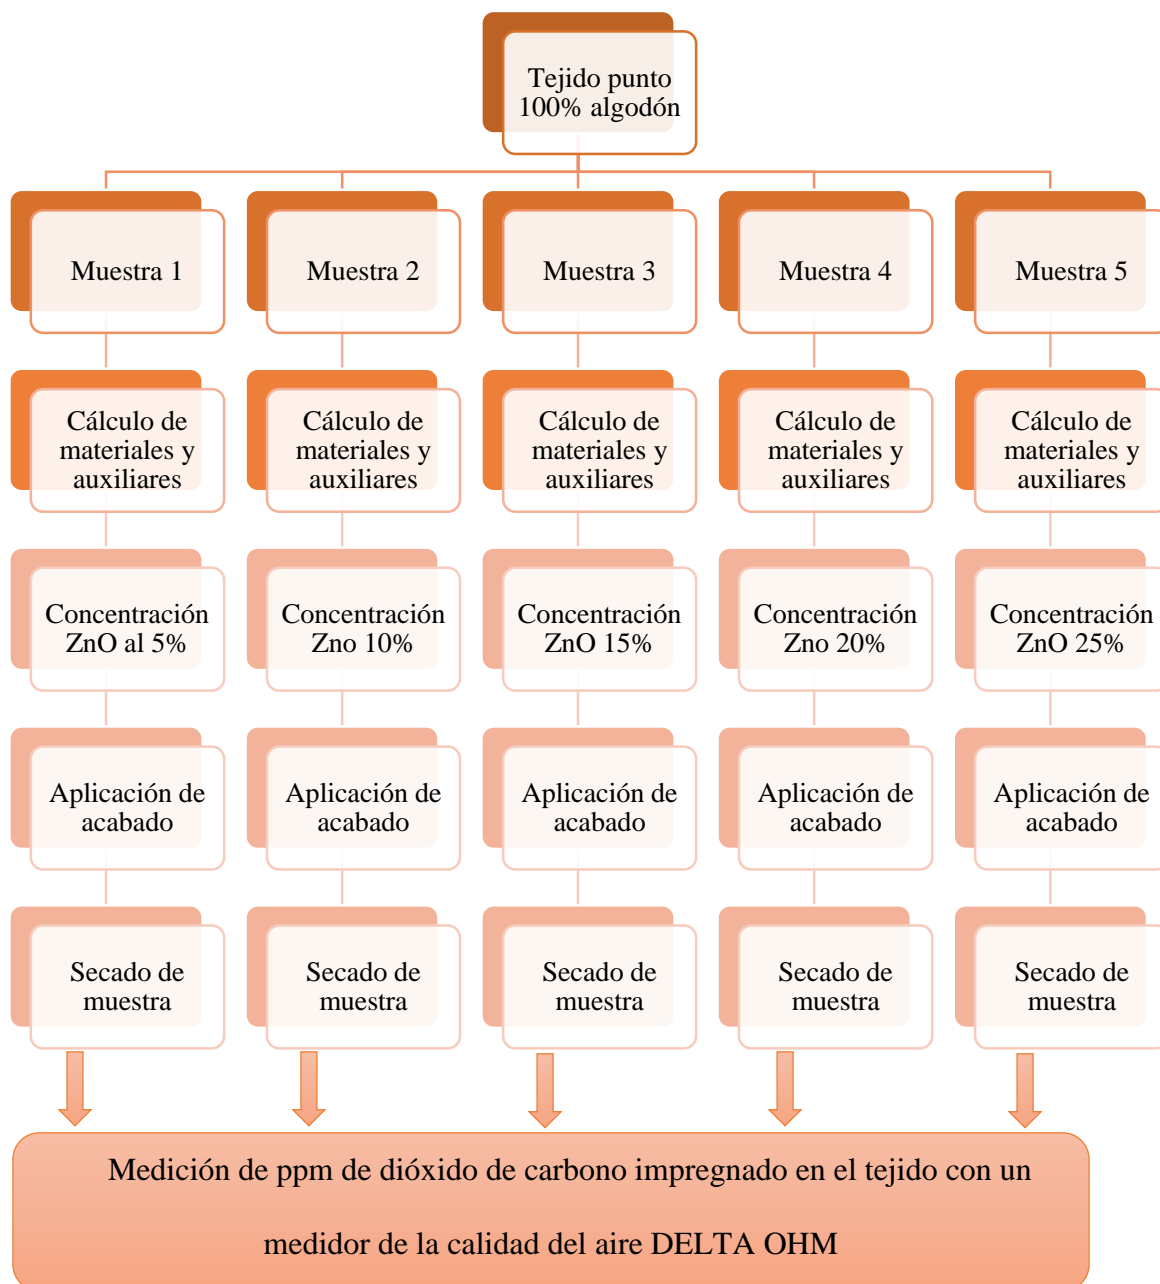 Tejido punto
100% algodón
Muestra 1
Muestra 2
Muestra 3
Muestra 4
Muestra 5
Cálculo de
materiales y
auxiliares
Cálculo de
materiales y
auxiliares
Cálculo de
materiales y
auxiliares
Cálculo de
materiales y
auxiliares
Cálculo de
materiales y
auxiliares
Concentración
ZnO al 5%
Concentración
Zno 10%
Concentración
ZnO 15%
Concentración
Zno 20%
Concentración
ZnO 25%
Aplicación de
acabado
Aplicación de
acabado
Aplicación de
acabado
Aplicación de
acabado
Aplicación de
acabado
Secado de
muestra
Secado de
muestra
Secado de
muestra
Secado de
muestra
Secado de
muestra
Medición de ppm de dióxido de carbono impregnado en el tejido con un
medidor de la calidad del aire DELTA OHM